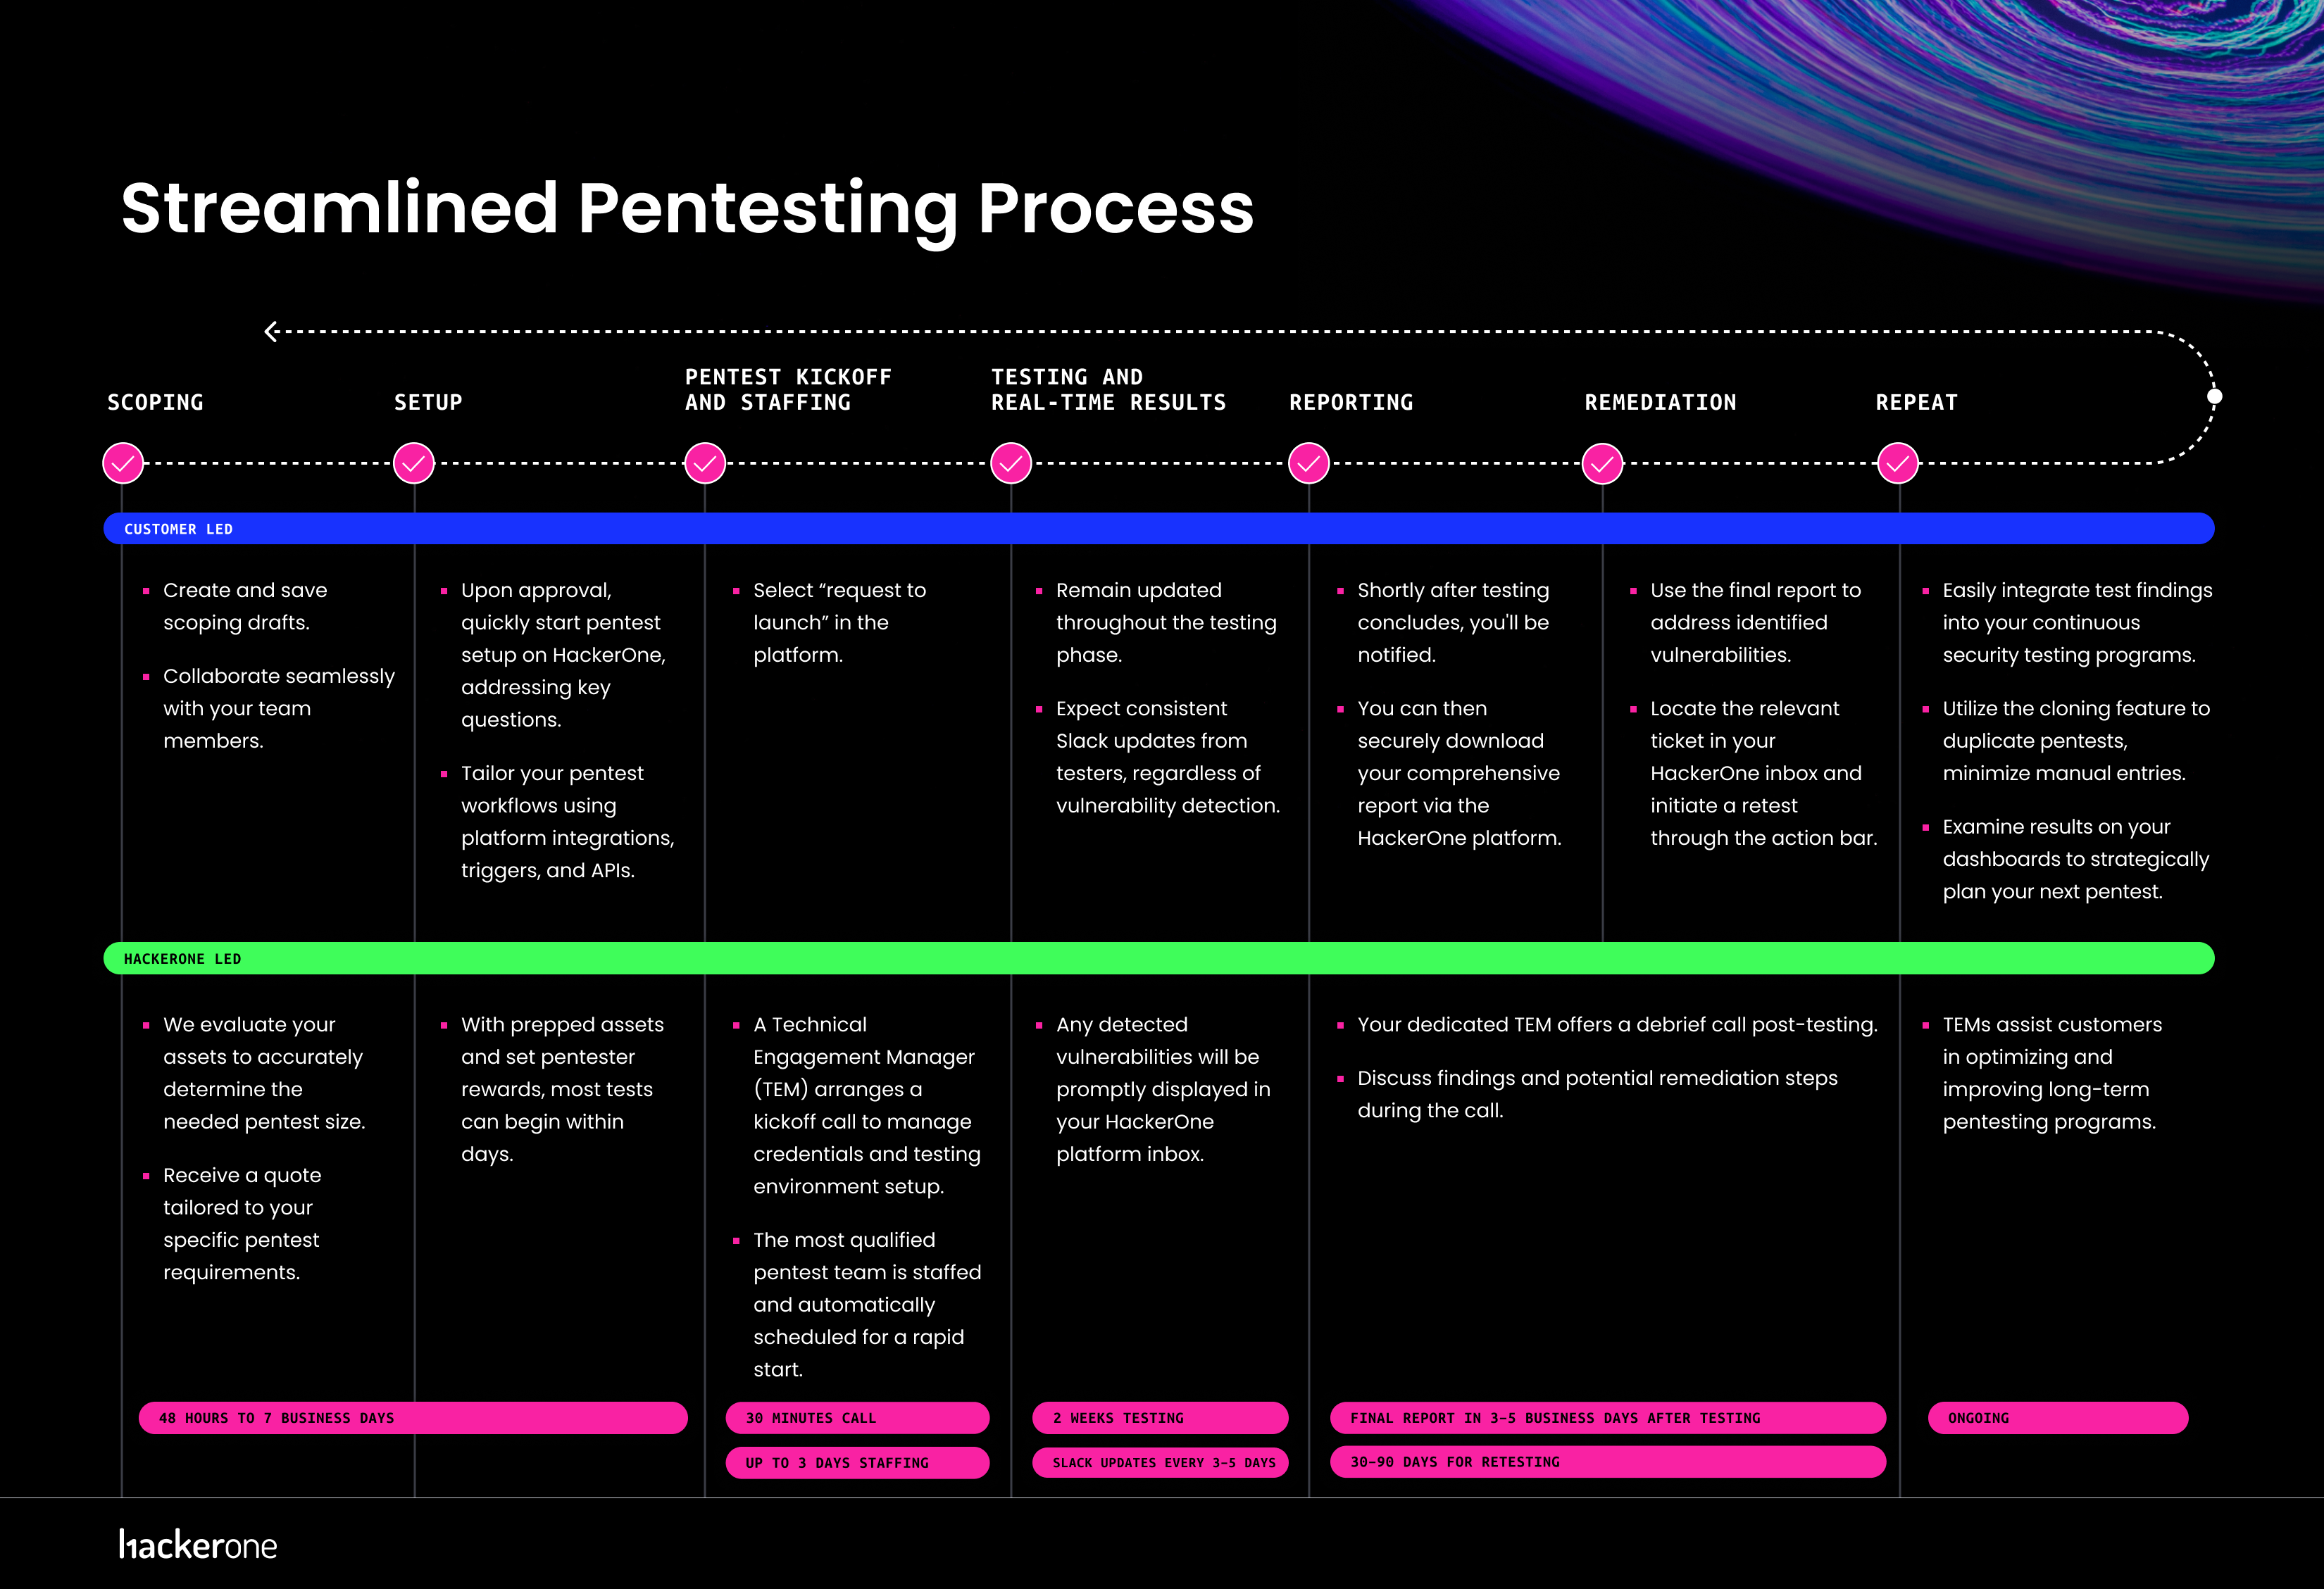 Streamlined Pentesting Process
SCOPING
SETUP
PENTEST KICKOFF
AND STAFFING
TESTING AND
REAL-TIME RESULTS
REPORTING
REMEDIATION
REPEAT
CUSTOMER LED
Create and save
scoping drafts.
Collaborate seamlessly
with your team
members.
Upon approval,
quickly start pentest
setup on HackerOne,
addressing key
questions.
Tailor your pentest
workflows using
platform integrations,
triggers, and APIs.
Select “request to
launch” in the
platform.
Remain updated
throughout the testing
phase.
Expect consistent
Slack updates from
testers, regardless of
vulnerability detection.
Shortly after testing
concludes, you'll be
notified.
You can then
securely download
your comprehensive
report via the
HackerOne platform.
Use the final report to
address identified
vulnerabilities.
Locate the relevant
ticket in your
HackerOne inbox and
initiate a retest
through the action bar.
Easily integrate test findings
into your continuous
security testing programs.
Utilize the cloning feature to
duplicate pentests,
minimize manual entries.
Examine results on your
dashboards to strategically
plan your next pentest.
HACKERONE LED
We evaluate your
assets to accurately
determine the
needed pentest size.
Receive a quote
tailored to your
specific pentest
requirements.
With prepped assets
and set pentester
rewards, most tests
can begin within
days.
A Technical
Engagement Manager
(TEM) arranges a
kickoff call to manage
credentials and testing
environment setup.
The most qualified
pentest team is staffed
and automatically
scheduled for a rapid
start.
Any detected
vulnerabilities will be
promptly displayed in
your HackerOne
platform inbox.
Your dedicated TEM offers a debrief call post-testing.
Discuss findings and potential remediation steps
during the call.
TEMs assist customers
in optimizing and
improving long-term
pentesting programs.
48 HOURS TO 7 BUSINESS DAYS
30 MINUTES CALL
UP TO 3 DAYS STAFFING
2 WEEKS TESTING
SLACK UPDATES EVERY 3-5 DAYS
FINAL REPORT IN 3-5 BUSINESS DAYS AFTER TESTING
30-90 DAYS FOR RETESTING
ONGOING
hackerone